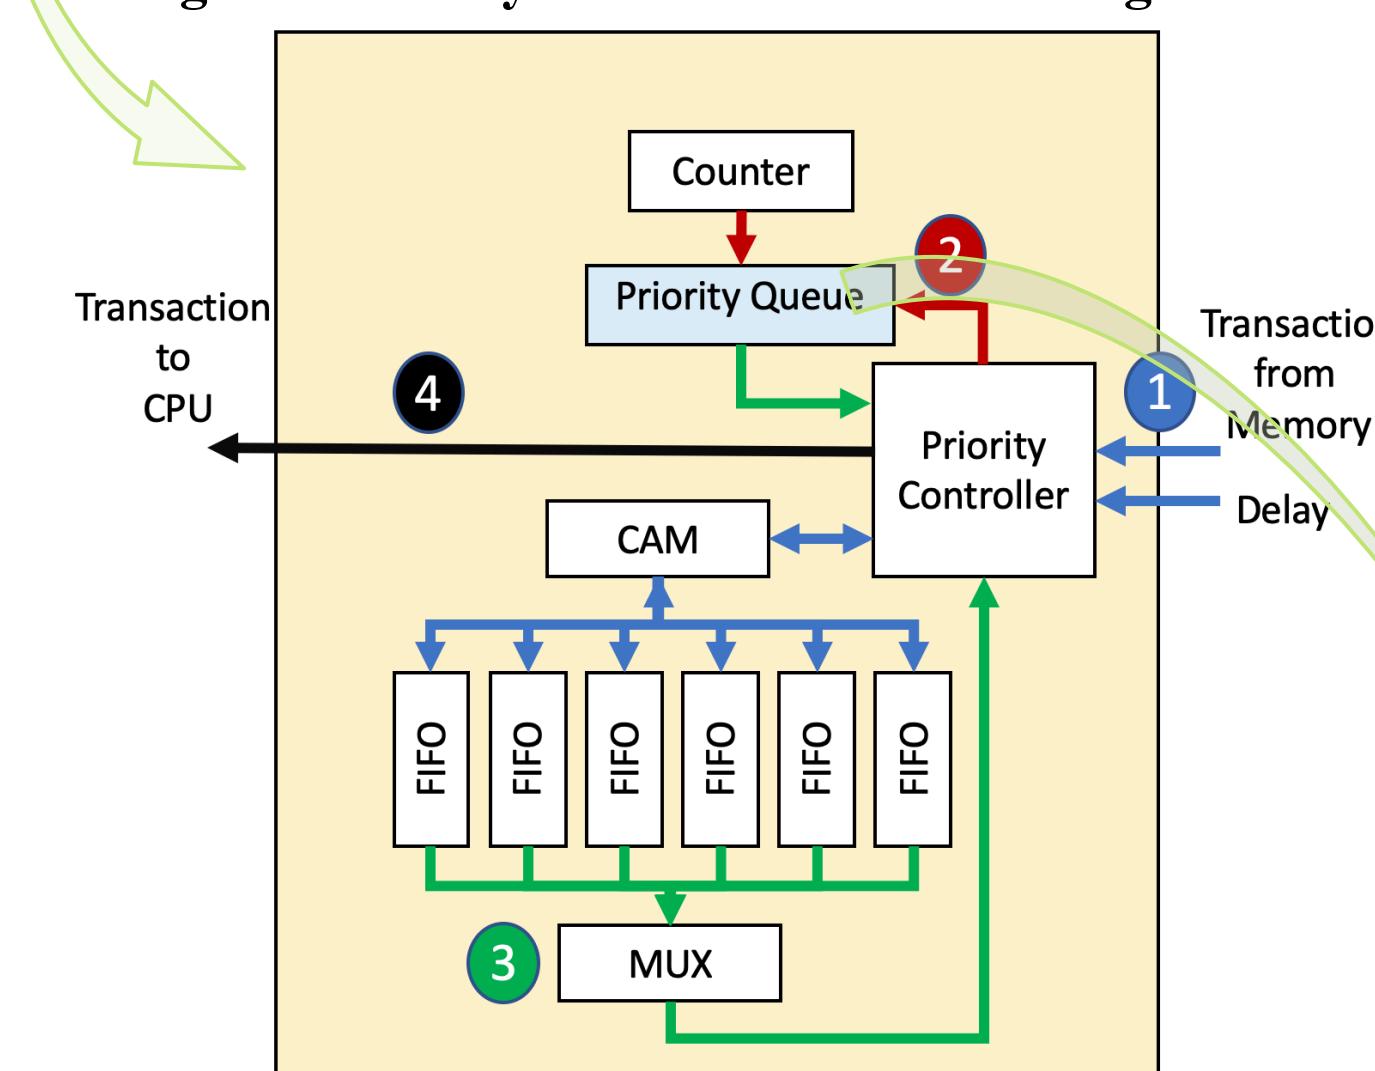 Counter
2
Priority Queue
Transaction
to
CPU
Transactio
from
Memory
1
4
Priority
Controller
Delay
CAM
FIFO
FIFO
FIFO
FIFO
FIFO
FIFO
3
MUX